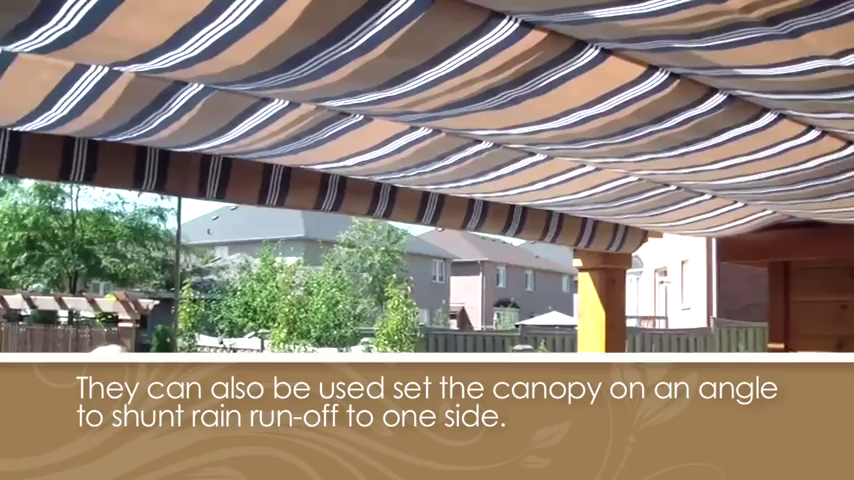 They can also be used set the canopy on an angle
to shunt rain run-off to one side.